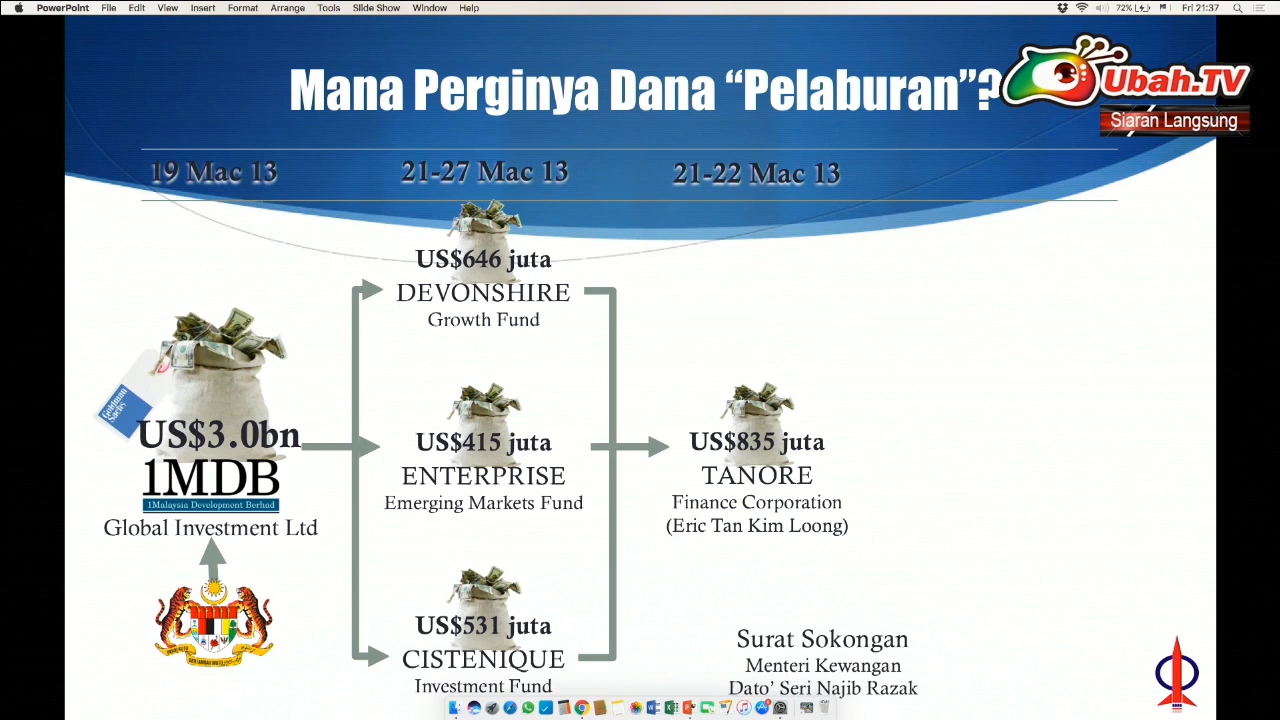 PowerPoint File Edit View Insert Format Arrange Tools Slide Show Window Help 72% Fri 21:37
Mana Perginya Dana “Pelaburan”?
Ubah.TV
Siaran Langsung
19 Mac 13
21-27 Mac 13
21-22 Mac 13
US$646 juta
DEVONSHIRE
Growth Fund
Goldman
Sachs
US$3.0bn
1MDB
1Malaysia Development Berhad
Global Investment Ltd
US$415 juta
ENTERPRISE
Emerging Markets Fund
US$835 juta
TANORE
Finance Corporation
(Eric Tan Kim Loong)
US$531 juta
CISTENIQUE
Investment Fund
Surat Sokongan
Menteri Kewangan
Dato’ Seri Najib Razak